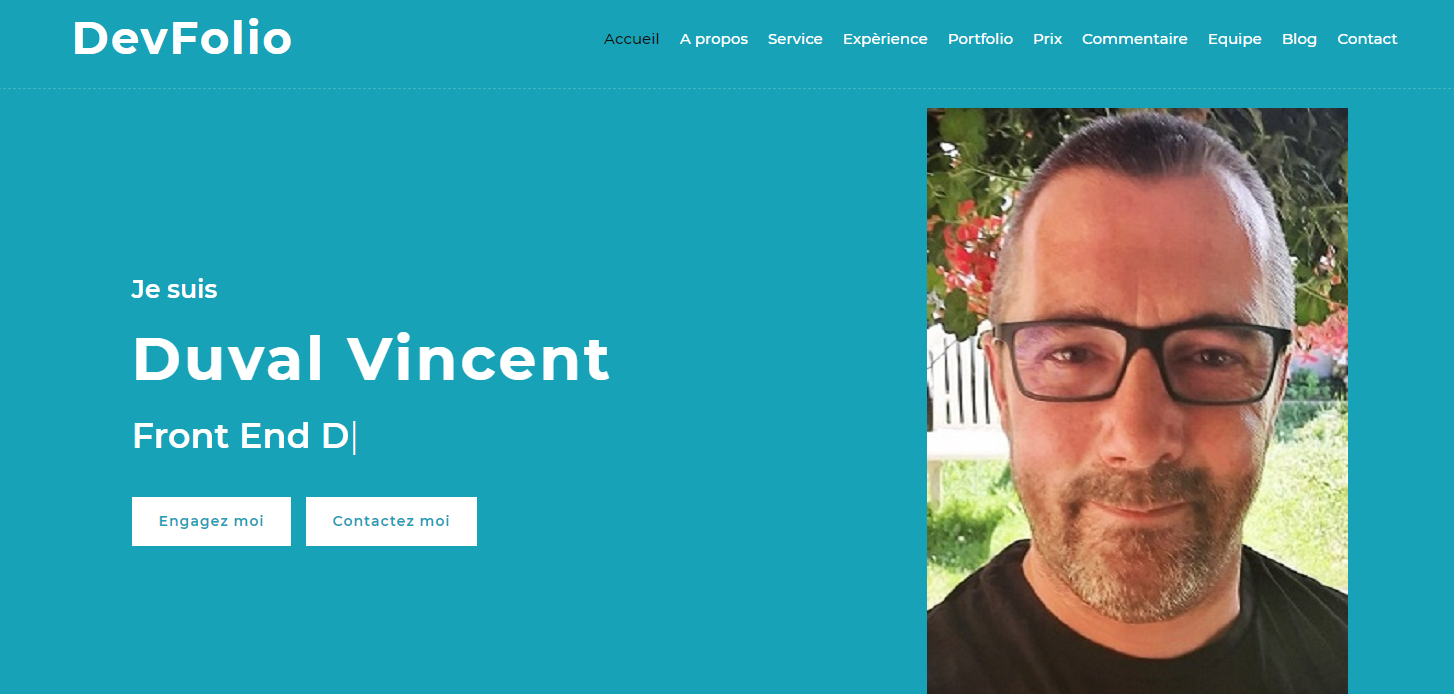 DevFolio
Accueil A propos Service Expèrience Portfolio Prix Commentaire Equipe Blog Contact
Je suis
Duval Vincent
Front End D|
Engagez moi Contactez moi